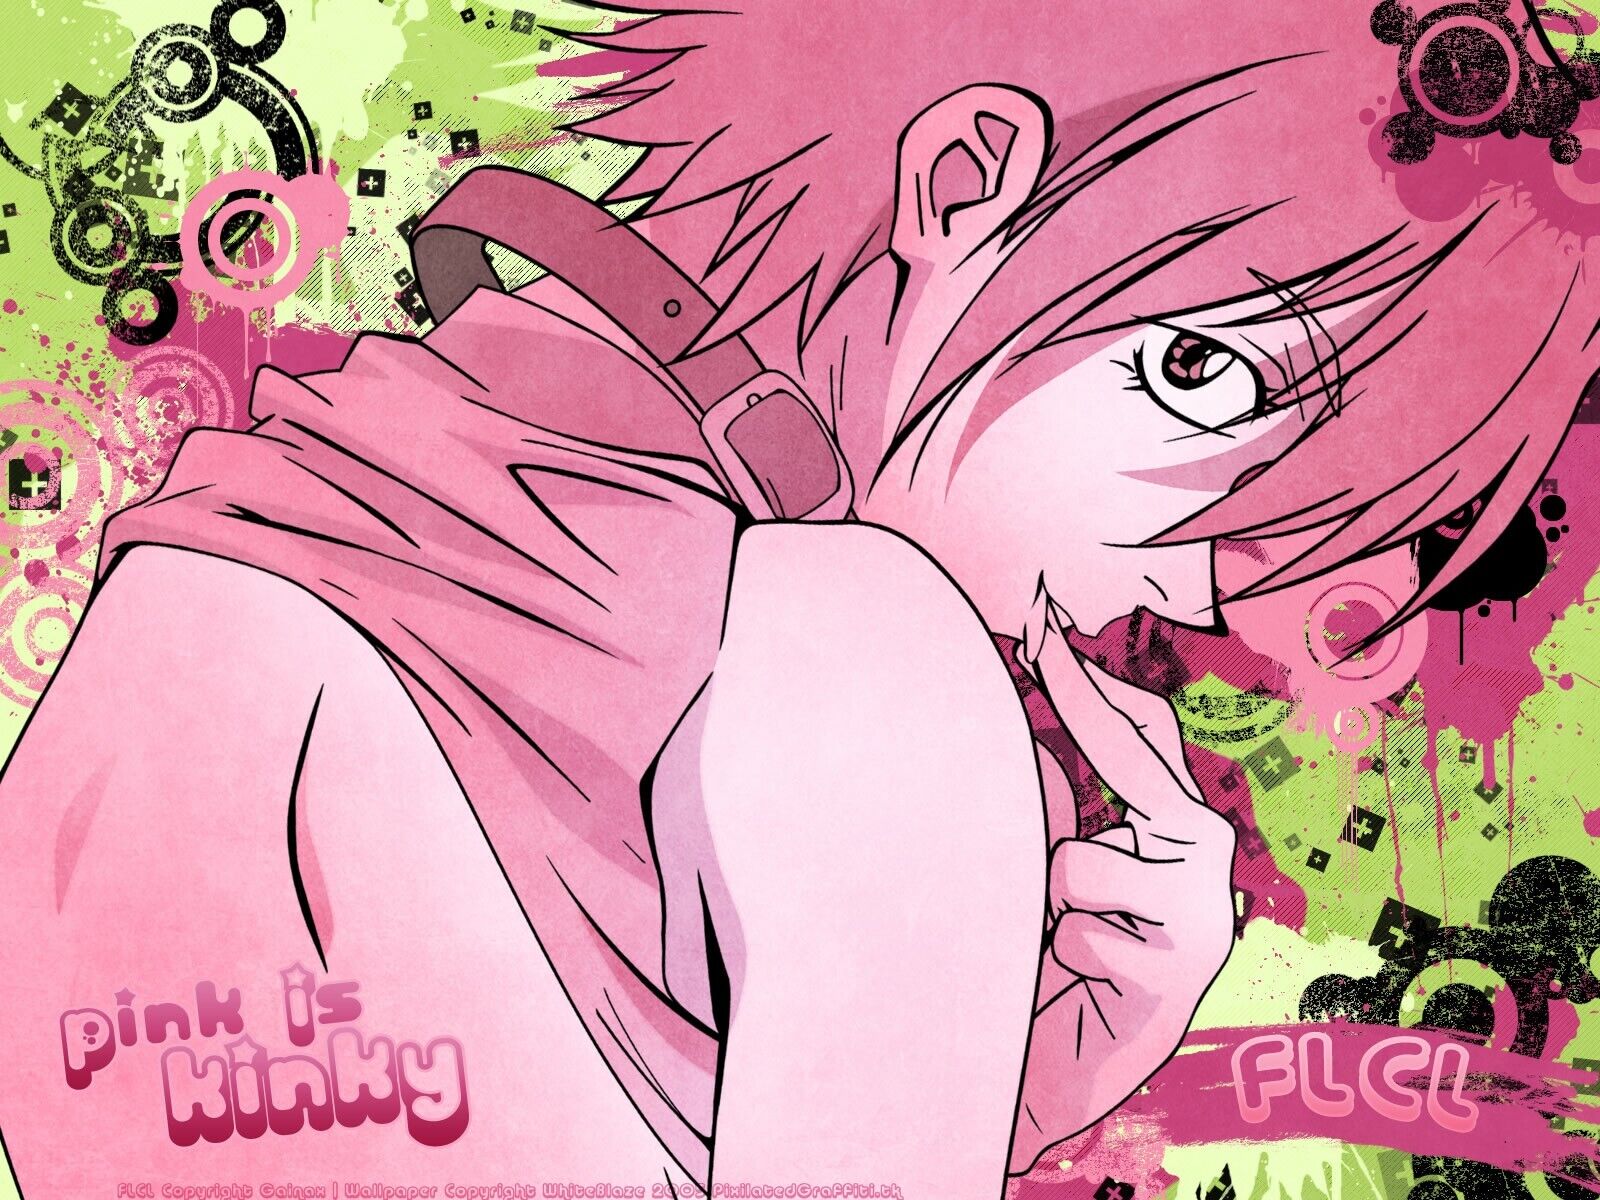 pink is
kinky
FLCL
FLCL Copyright Gainax | Wallpaper Copyright WhiteBlaze 2005 PixilatedGraffiti.tk